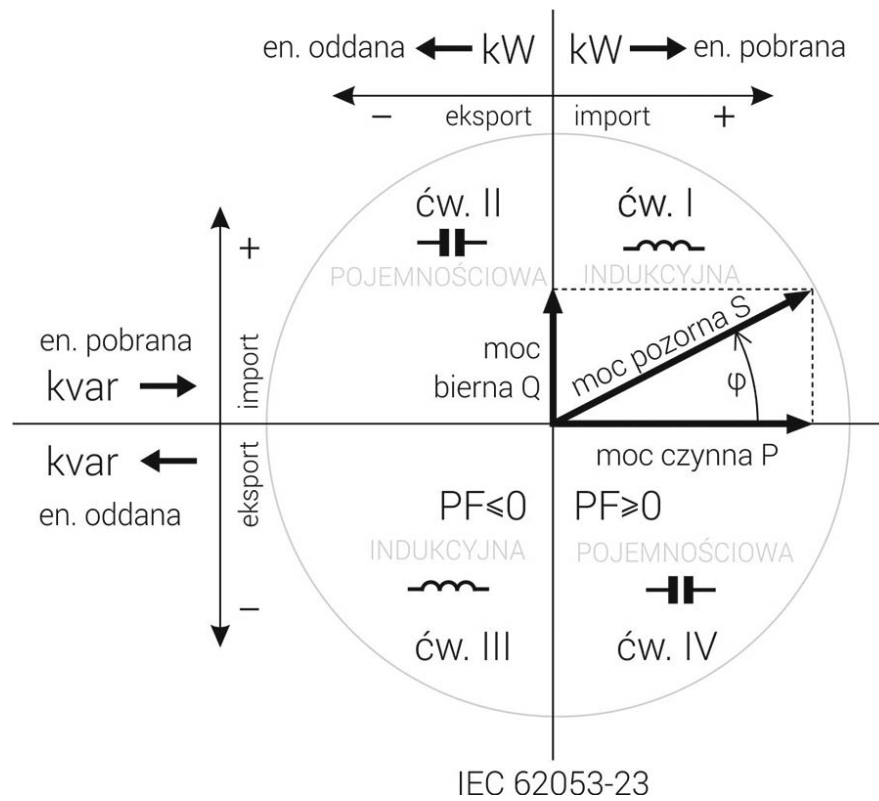 en. oddana kW kW en. pobrana
− eksport import +
ćw. II ćw. I
POJEMNOŚCIOWA INDUKCYJNA
+
import
en. pobrana
kvar
moc
bierna Q
moc pozorna S
φ
moc czynna P
kvar
en. oddana
eksport
−
PF⩽0 PF⩾0
INDUKCYJNA POJEMNOŚCIOWA
ćw. III ćw. IV
IEC 62053-23